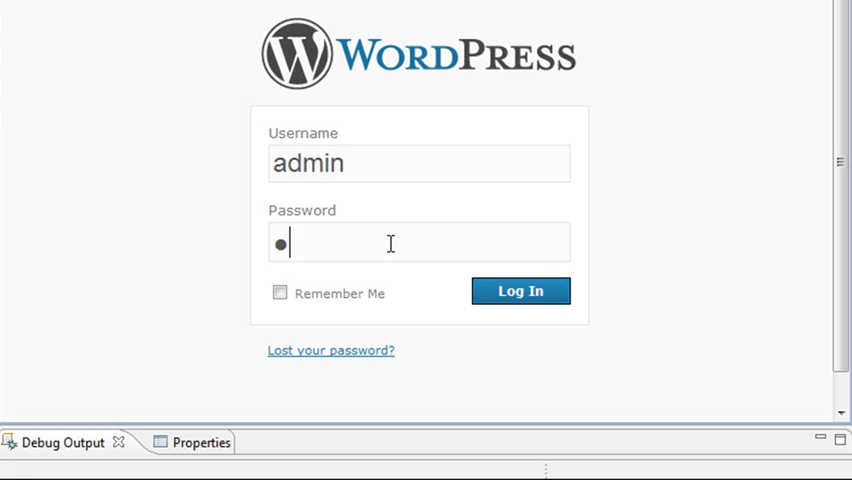 WORDPRESS
Username
admin
Password
Remember Me
Log In
Lost your password?
Debug Output
Properties